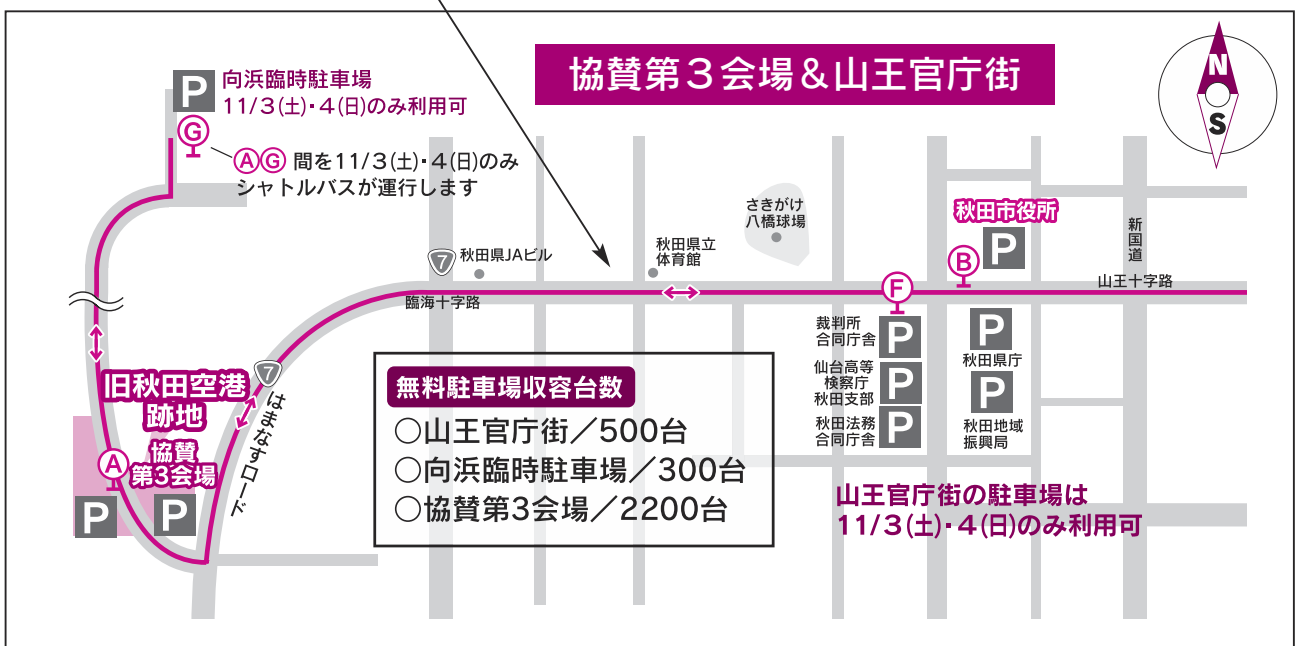 協賛第3会場&山王官庁街
N
S
P
向浜臨時駐車場
11/3(土)・4(日)のみ利用可
G
ⒶⒼ 間を11/3(土)・4(日)のみ
シャトルバスが運行します
さきがけ
八橋球場
秋田市役所
P
新国道
7
秋田県JAビル
秋田県立
体育館
B
F
山王十字路
臨海十字路
裁判所
合同庁舎
P
P
秋田県庁
仙台高等
検察庁
秋田支部
P
P
秋田地域
振興局
秋田法務
合同庁舎
P
7
はまなすロード
旧秋田空港
跡地
協賛
第3会場
A
P
P
無料駐車場収容台数
○山王官庁街/500台
○向浜臨時駐車場/300台
○協賛第3会場/2200台
山王官庁街の駐車場は
11/3(土)・4(日)のみ利用可